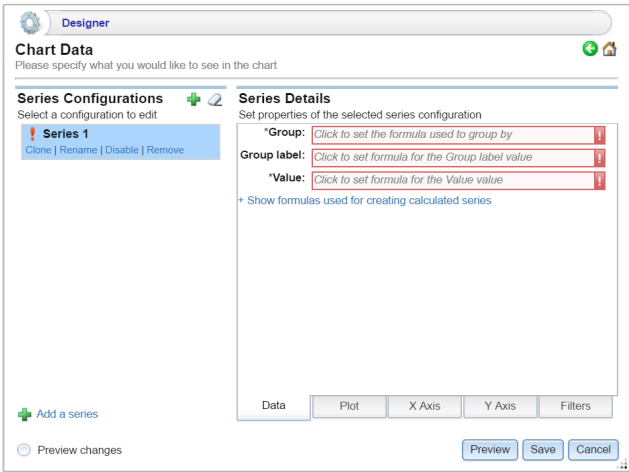 Designer
Chart Data
Please specify what you would like to see in the chart
Series Configurations
Select a configuration to edit
Series 1
Clone | Rename | Disable | Remove
Add a series
Series Details
Set properties of the selected series configuration
*Group: Click to set the formula used to group by
Group label: Click to set formula for the Group label value
*Value: Click to set formula for the Value value
+ Show formulas used for creating calculated series
Data Plot X Axis Y Axis Filters
Preview changes
Preview Save Cancel